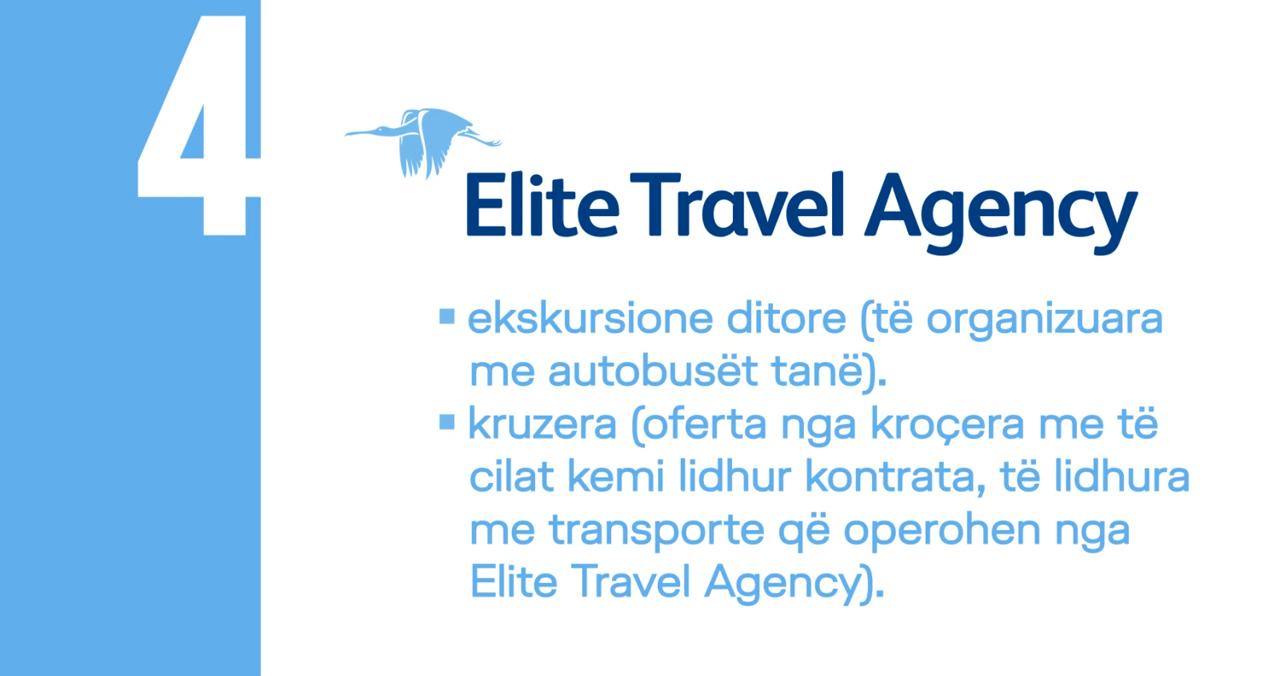 4
Elite Travel Agency
▪ ekskursione ditore (të organizuara
me autobusët tanë).
▪ kruzera (oferta nga kroçera me të
cilat kemi lidhur kontrata, të lidhura
me transporte që operohen nga
Elite Travel Agency).